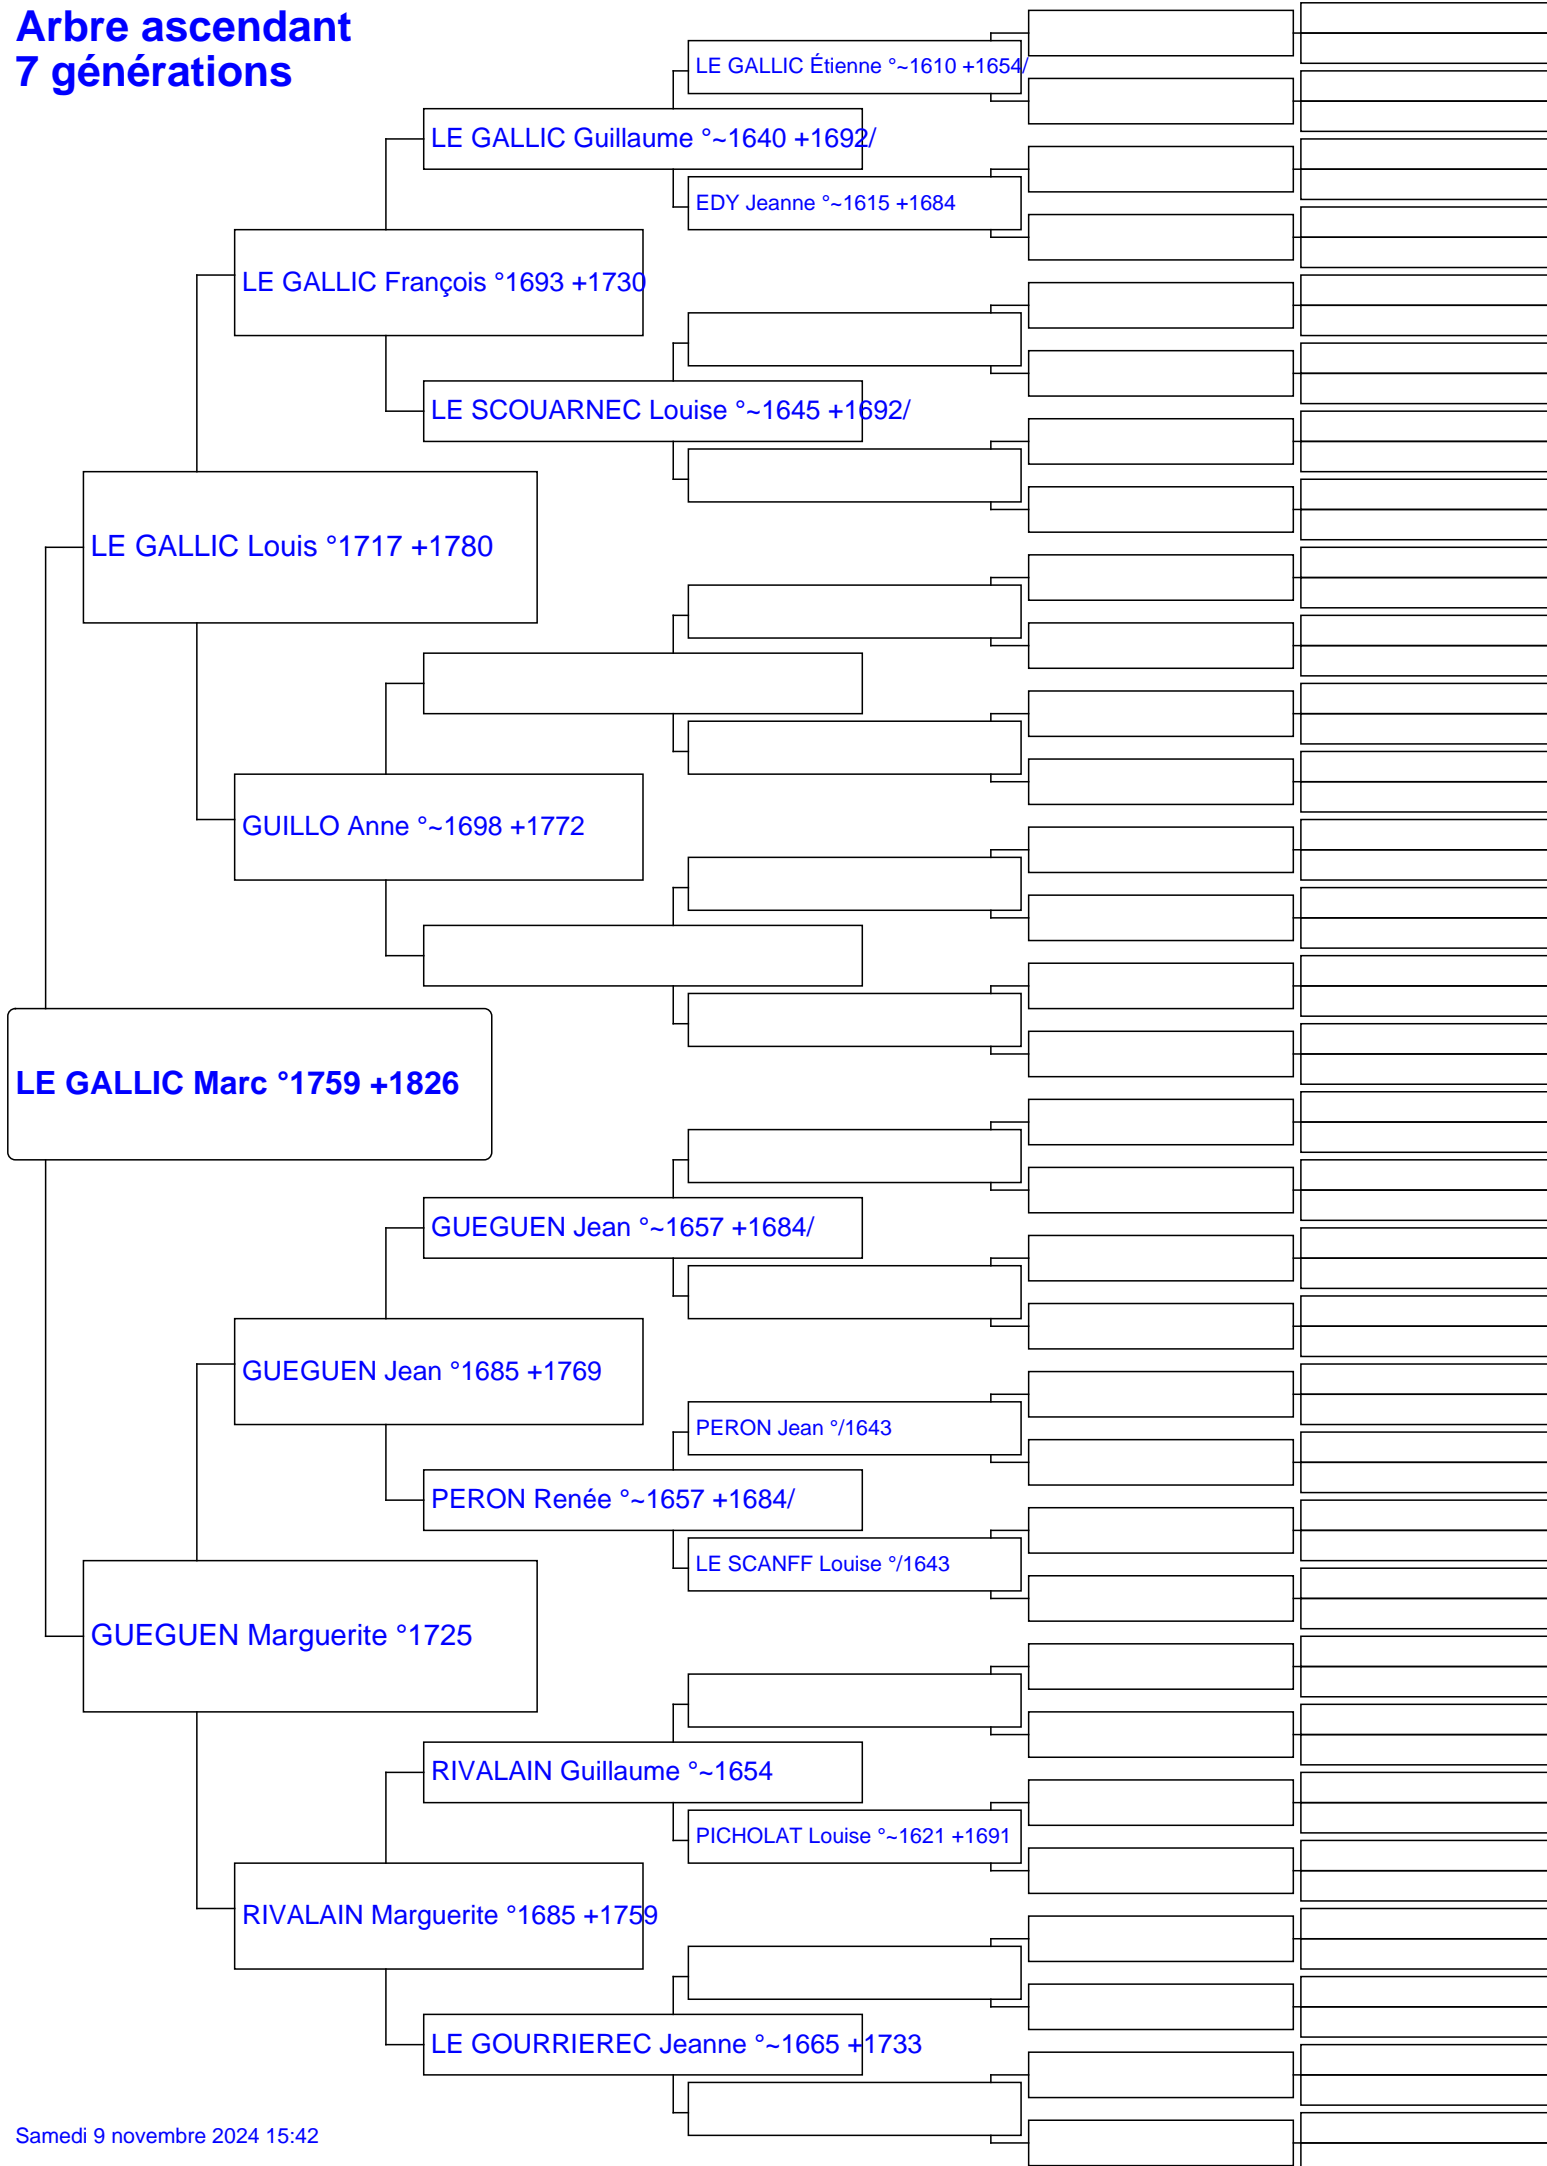 Arbre ascendant
7 générations
LE GALLIC Étienne °~1610 +1654/
LE GALLIC Guillaume °~1640 +1692/
EDY Jeanne °~1615 +1684
LE GALLIC François °1693 +1730
LE SCOUARNEC Louise °~1645 +1692/
LE GALLIC Louis °1717 +1780
GUILLO Anne °~1698 +1772
LE GALLIC Marc °1759 +1826
GUEGUEN Jean °~1657 +1684/
GUEGUEN Jean °1685 +1769
PERON Jean °/1643
PERON Renée °~1657 +1684/
LE SCANFF Louise °/1643
GUEGUEN Marguerite °1725
RIVALAIN Guillaume °~1654
PICHOLAT Louise °~1621 +1691
RIVALAIN Marguerite °1685 +1759
LE GOURRIEREC Jeanne °~1665 +1733
Samedi 9 novembre 2024 15:42